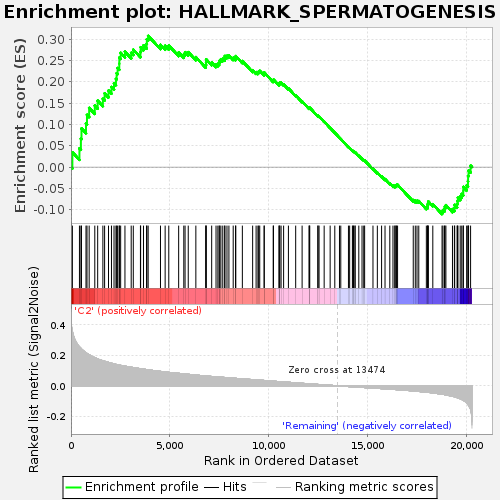 Enrichment plot: HALLMARK_SPERMATOGENESIS
Enrichment score (ES)
0.30
0.25
0.20
0.15
0.10
0.05
0.00
-0.05
-0.10
'C2' (positively correlated)
Ranked list metric (Signal2Noise)
0.4
0.2
0.0
-0.2
Zero cross at 13474
'Remaining' (negatively correlated)
0
5,000
10,000
15,000
20,000
Rank in Ordered Dataset
Enrichment profile
Hits
Ranking metric scores